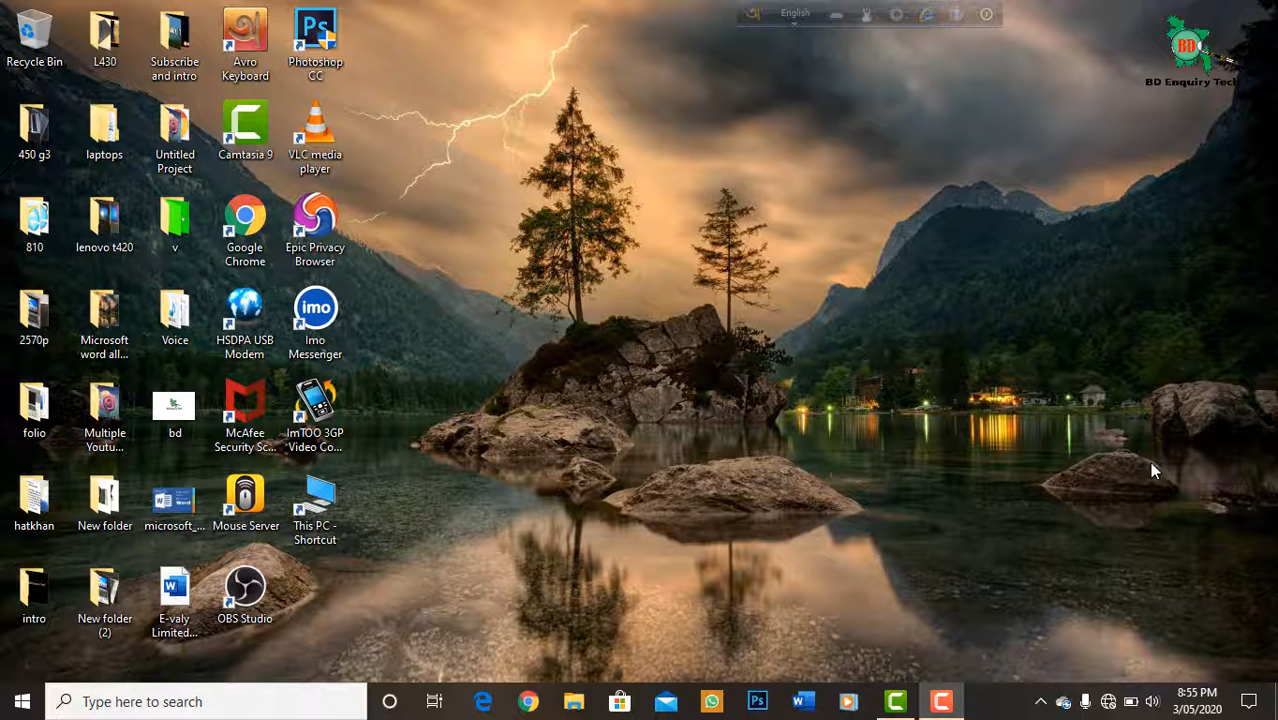 অ English
BD
BD Enquiry Tech
Recycle Bin
L430
Subscribe
and intro
Avro
Keyboard
Ps
Photoshop
CC
450 g3
laptops
Untitled
Project
Camtasia 9
VLC media
player
810
lenovo t420
v
Google
Chrome
Epic Privacy
Browser
2570p
Microsoft
word all...
Voice
HSDPA USB
Modem
imo
Imo
Messenger
folio
Multiple
Youtu...
bd
McAfee
Security Sc...
ImTOO 3GP
Video Co...
hatkhan
New folder
microsoft_...
Mouse Server
This PC -
Shortcut
intro
New folder
(2)
E-valy
Limited...
OBS Studio
Type here to search
Ps
8:55 PM
3/05/2020